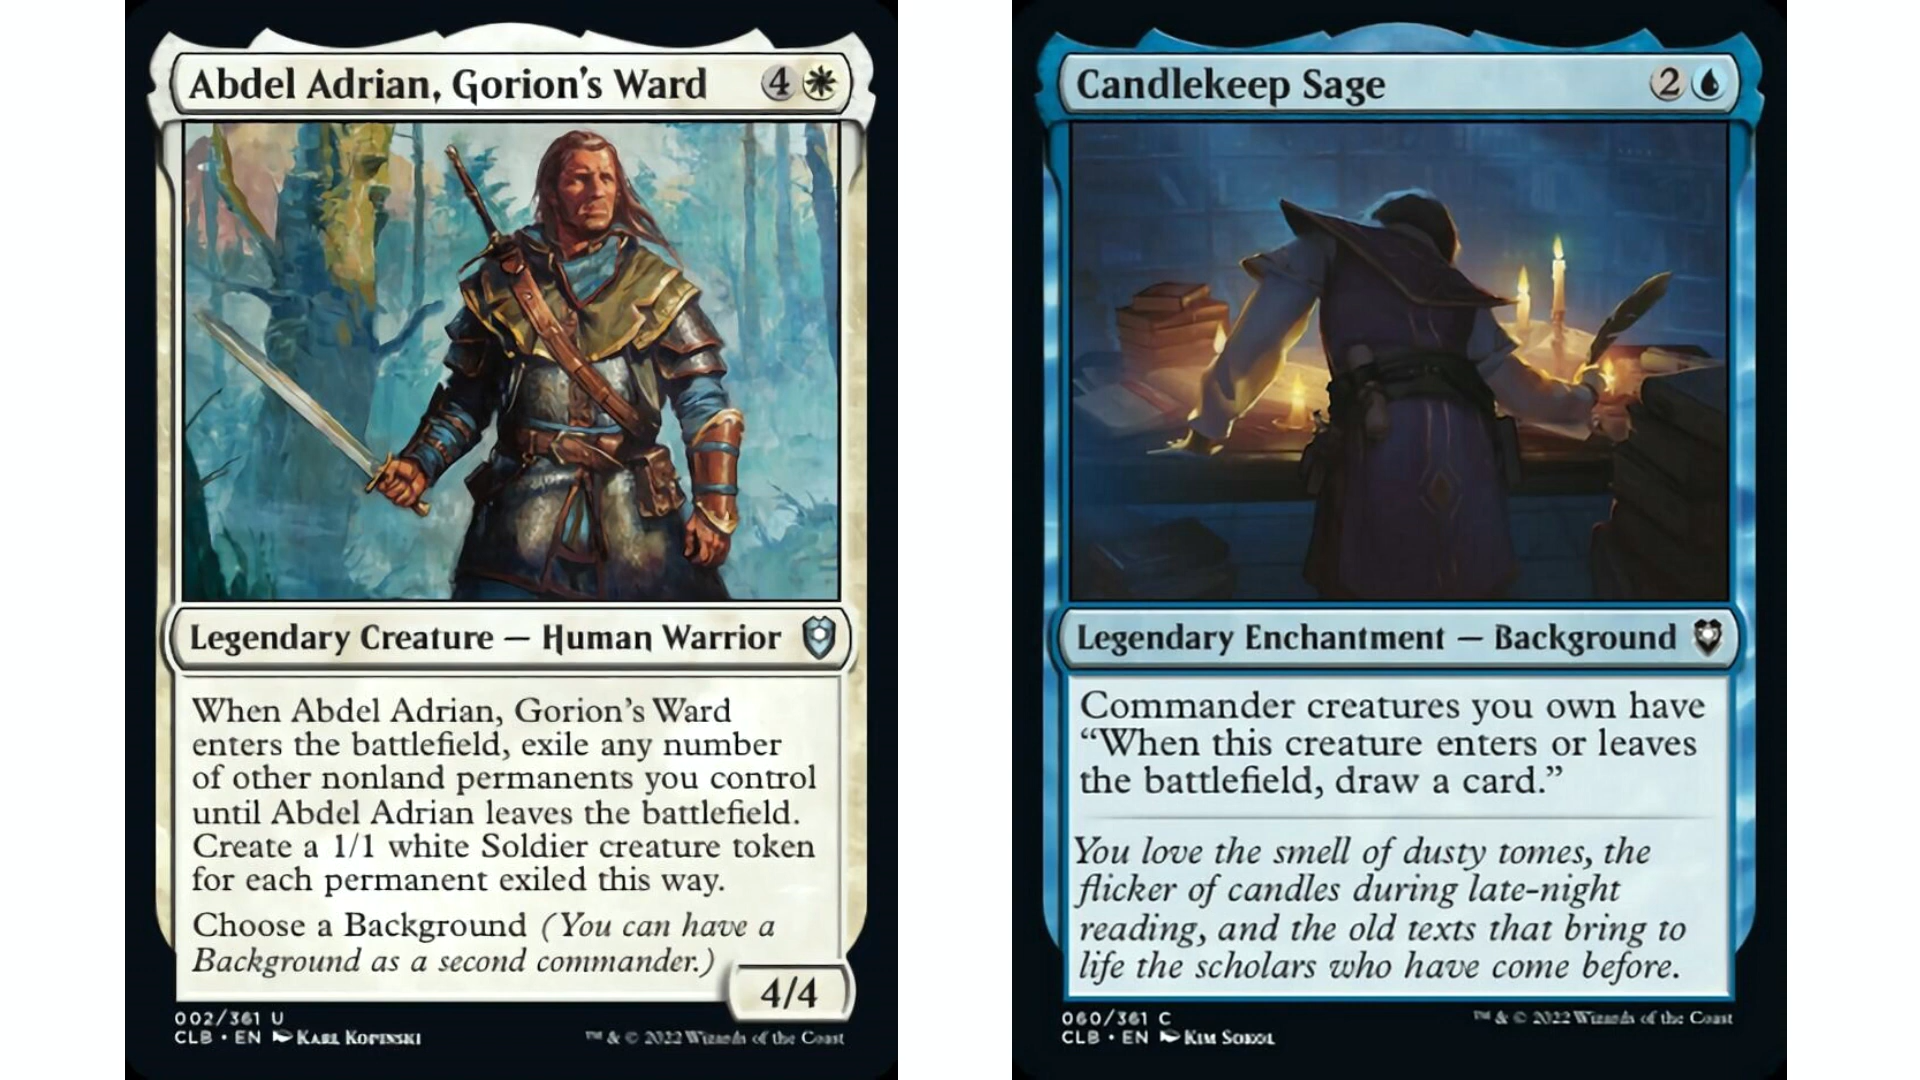 Abdel Adrian, Gorion's Ward 4
Legendary Creature — Human Warrior
When Abdel Adrian, Gorion's Ward
enters the battlefield, exile any number
of other nonland permanents you control
until Abdel Adrian leaves the battlefield.
Create a 1/1 white Soldier creature token
for each permanent exiled this way.
Choose a Background (You can have a
Background as a second commander.)
4/4
002/361 U
CLB • EN Karl Kopinski
™ & © 2022 Wizards of the Coast
Candlekeep Sage 2
Legendary Enchantment — Background
Commander creatures you own have
“When this creature enters or leaves
the battlefield, draw a card.”
You love the smell of dusty tomes, the
flicker of candles during late-night
reading, and the old texts that bring to
life the scholars who have come before.
060/361 C
CLB • EN Kim Sokol
™ & © 2022 Wizards of the Coast